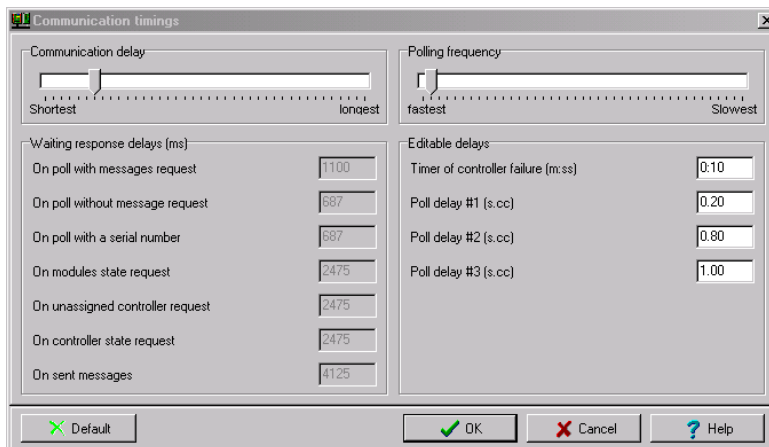 Communication timings
Communication delay
Shortest
longest
Polling frequency
fastest
Slowest
Waiting response delays (ms)
On poll with messages request 1100
On poll without message request 687
On poll with a serial number 687
On modules state request 2475
On unassigned controller request 2475
On controller state request 2475
On sent messages 4125
Editable delays
Timer of controller failure (m:ss) 0:10
Poll delay #1 (s.cc) 0.20
Poll delay #2 (s.cc) 0.80
Poll delay #3 (s.cc) 1.00
Default
OK
Cancel
Help